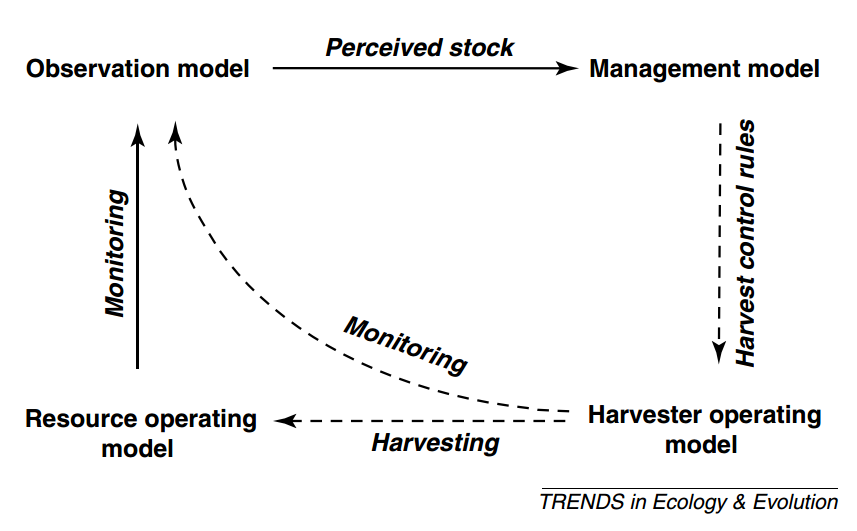 Perceived stock
Observation model
Management model
Monitoring
Harvest control rules
Monitoring
Resource operating
model
Harvesting
Harvester operating
model
TRENDS in Ecology & Evolution